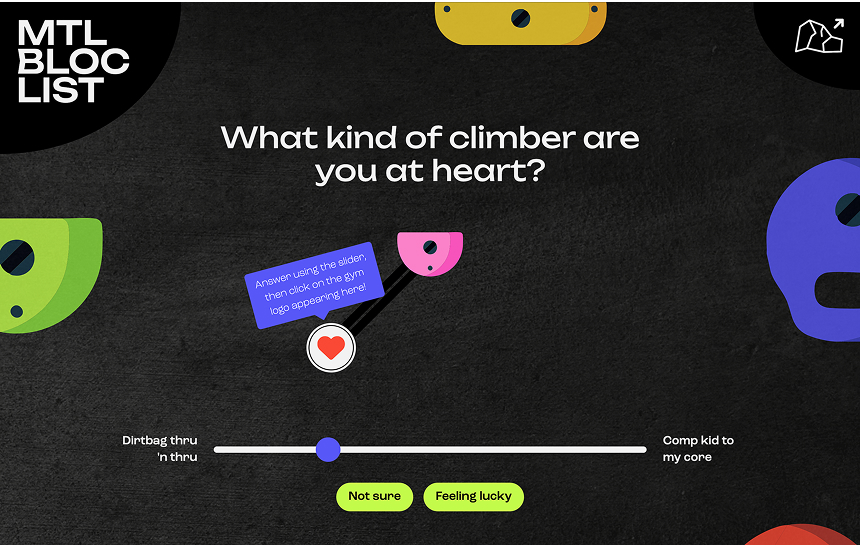 MTL
BLOC
LIST
What kind of climber are
you at heart?
Answer using the slider,
then click on the gym
logo appearing here!
Dirtbag thru
'n thru
Comp kid to
my core
Not sure
Feeling lucky